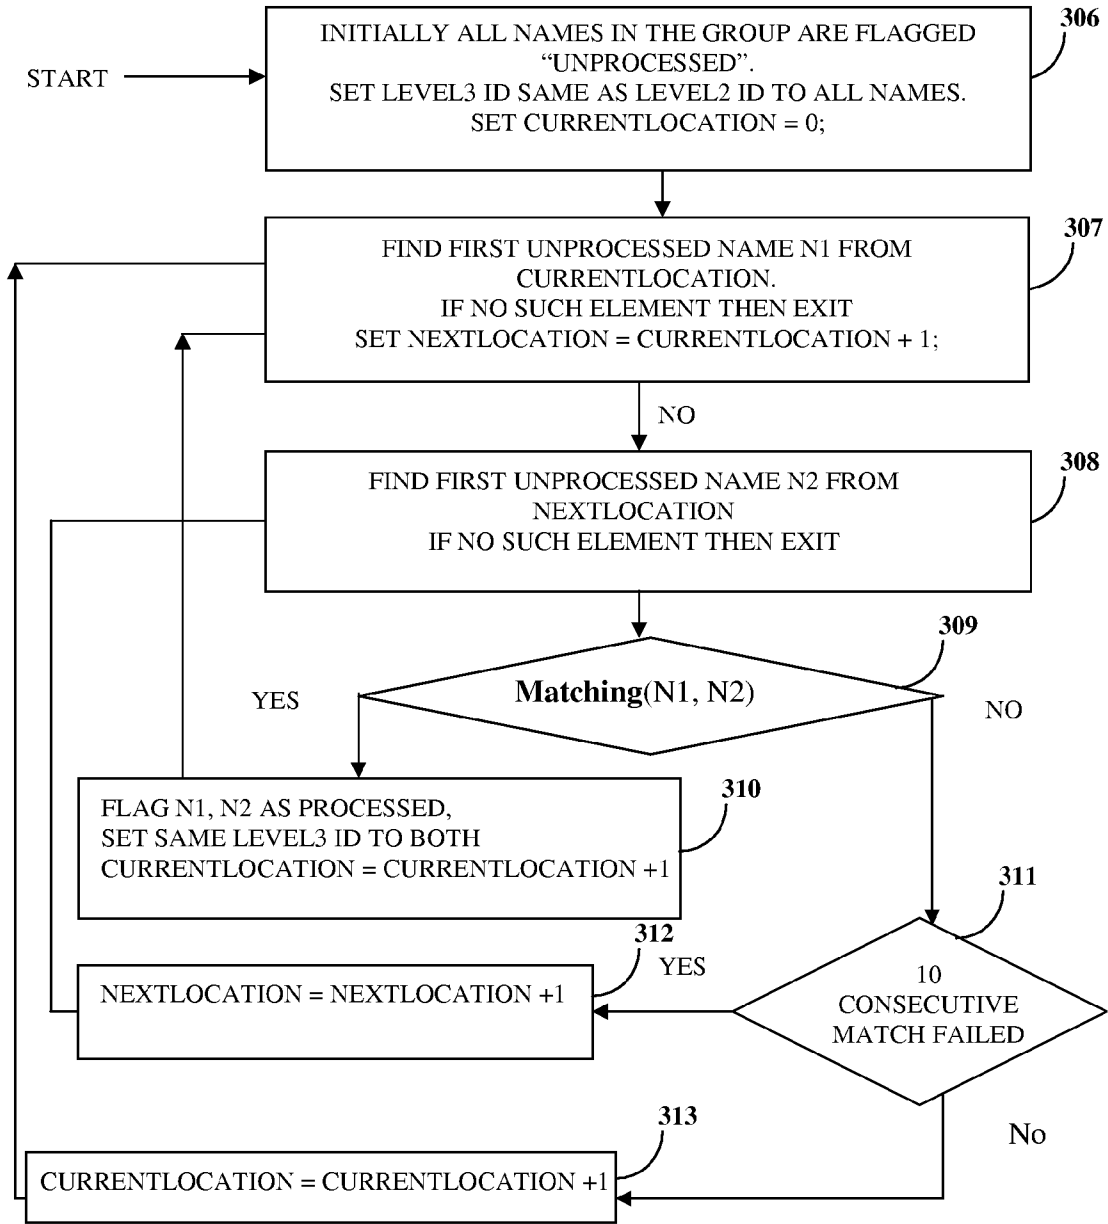 306
INITIALLY ALL NAMES IN THE GROUP ARE FLAGGED
“UNPROCESSED”.
SET LEVEL3 ID SAME AS LEVEL2 ID TO ALL NAMES.
SET CURRENTLOCATION = 0;
START
307
FIND FIRST UNPROCESSED NAME N1 FROM
CURRENTLOCATION.
IF NO SUCH ELEMENT THEN EXIT
SET NEXTLOCATION = CURRENTLOCATION + 1;
NO
308
FIND FIRST UNPROCESSED NAME N2 FROM
NEXTLOCATION
IF NO SUCH ELEMENT THEN EXIT
309
Matching(N1, N2)
YES
NO
310
FLAG N1, N2 AS PROCESSED,
SET SAME LEVEL3 ID TO BOTH
CURRENTLOCATION = CURRENTLOCATION +1
311
10
CONSECUTIVE
MATCH FAILED
312
YES
NEXTLOCATION = NEXTLOCATION +1
No
313
CURRENTLOCATION = CURRENTLOCATION +1